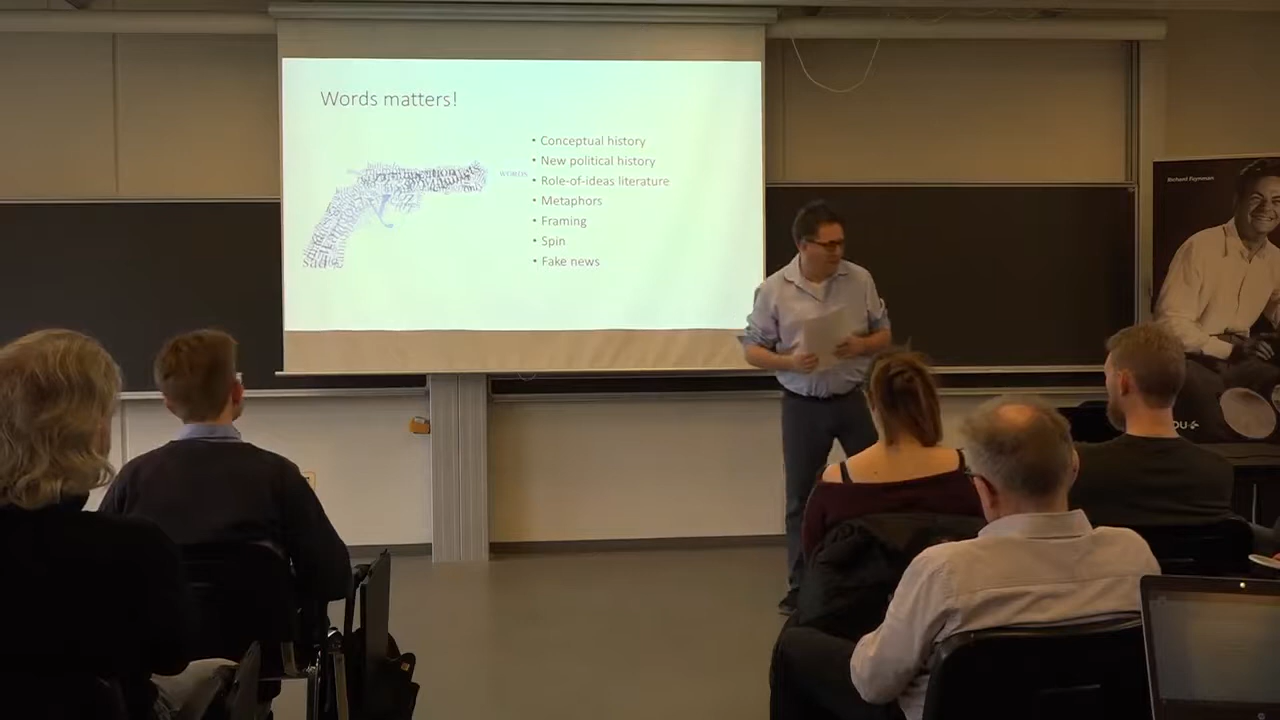 Words matters!
• Conceptual history
• New political history
• Role-of-ideas literature
• Metaphors
• Framing
• Spin
• Fake news
WORDS
Richard Feynman